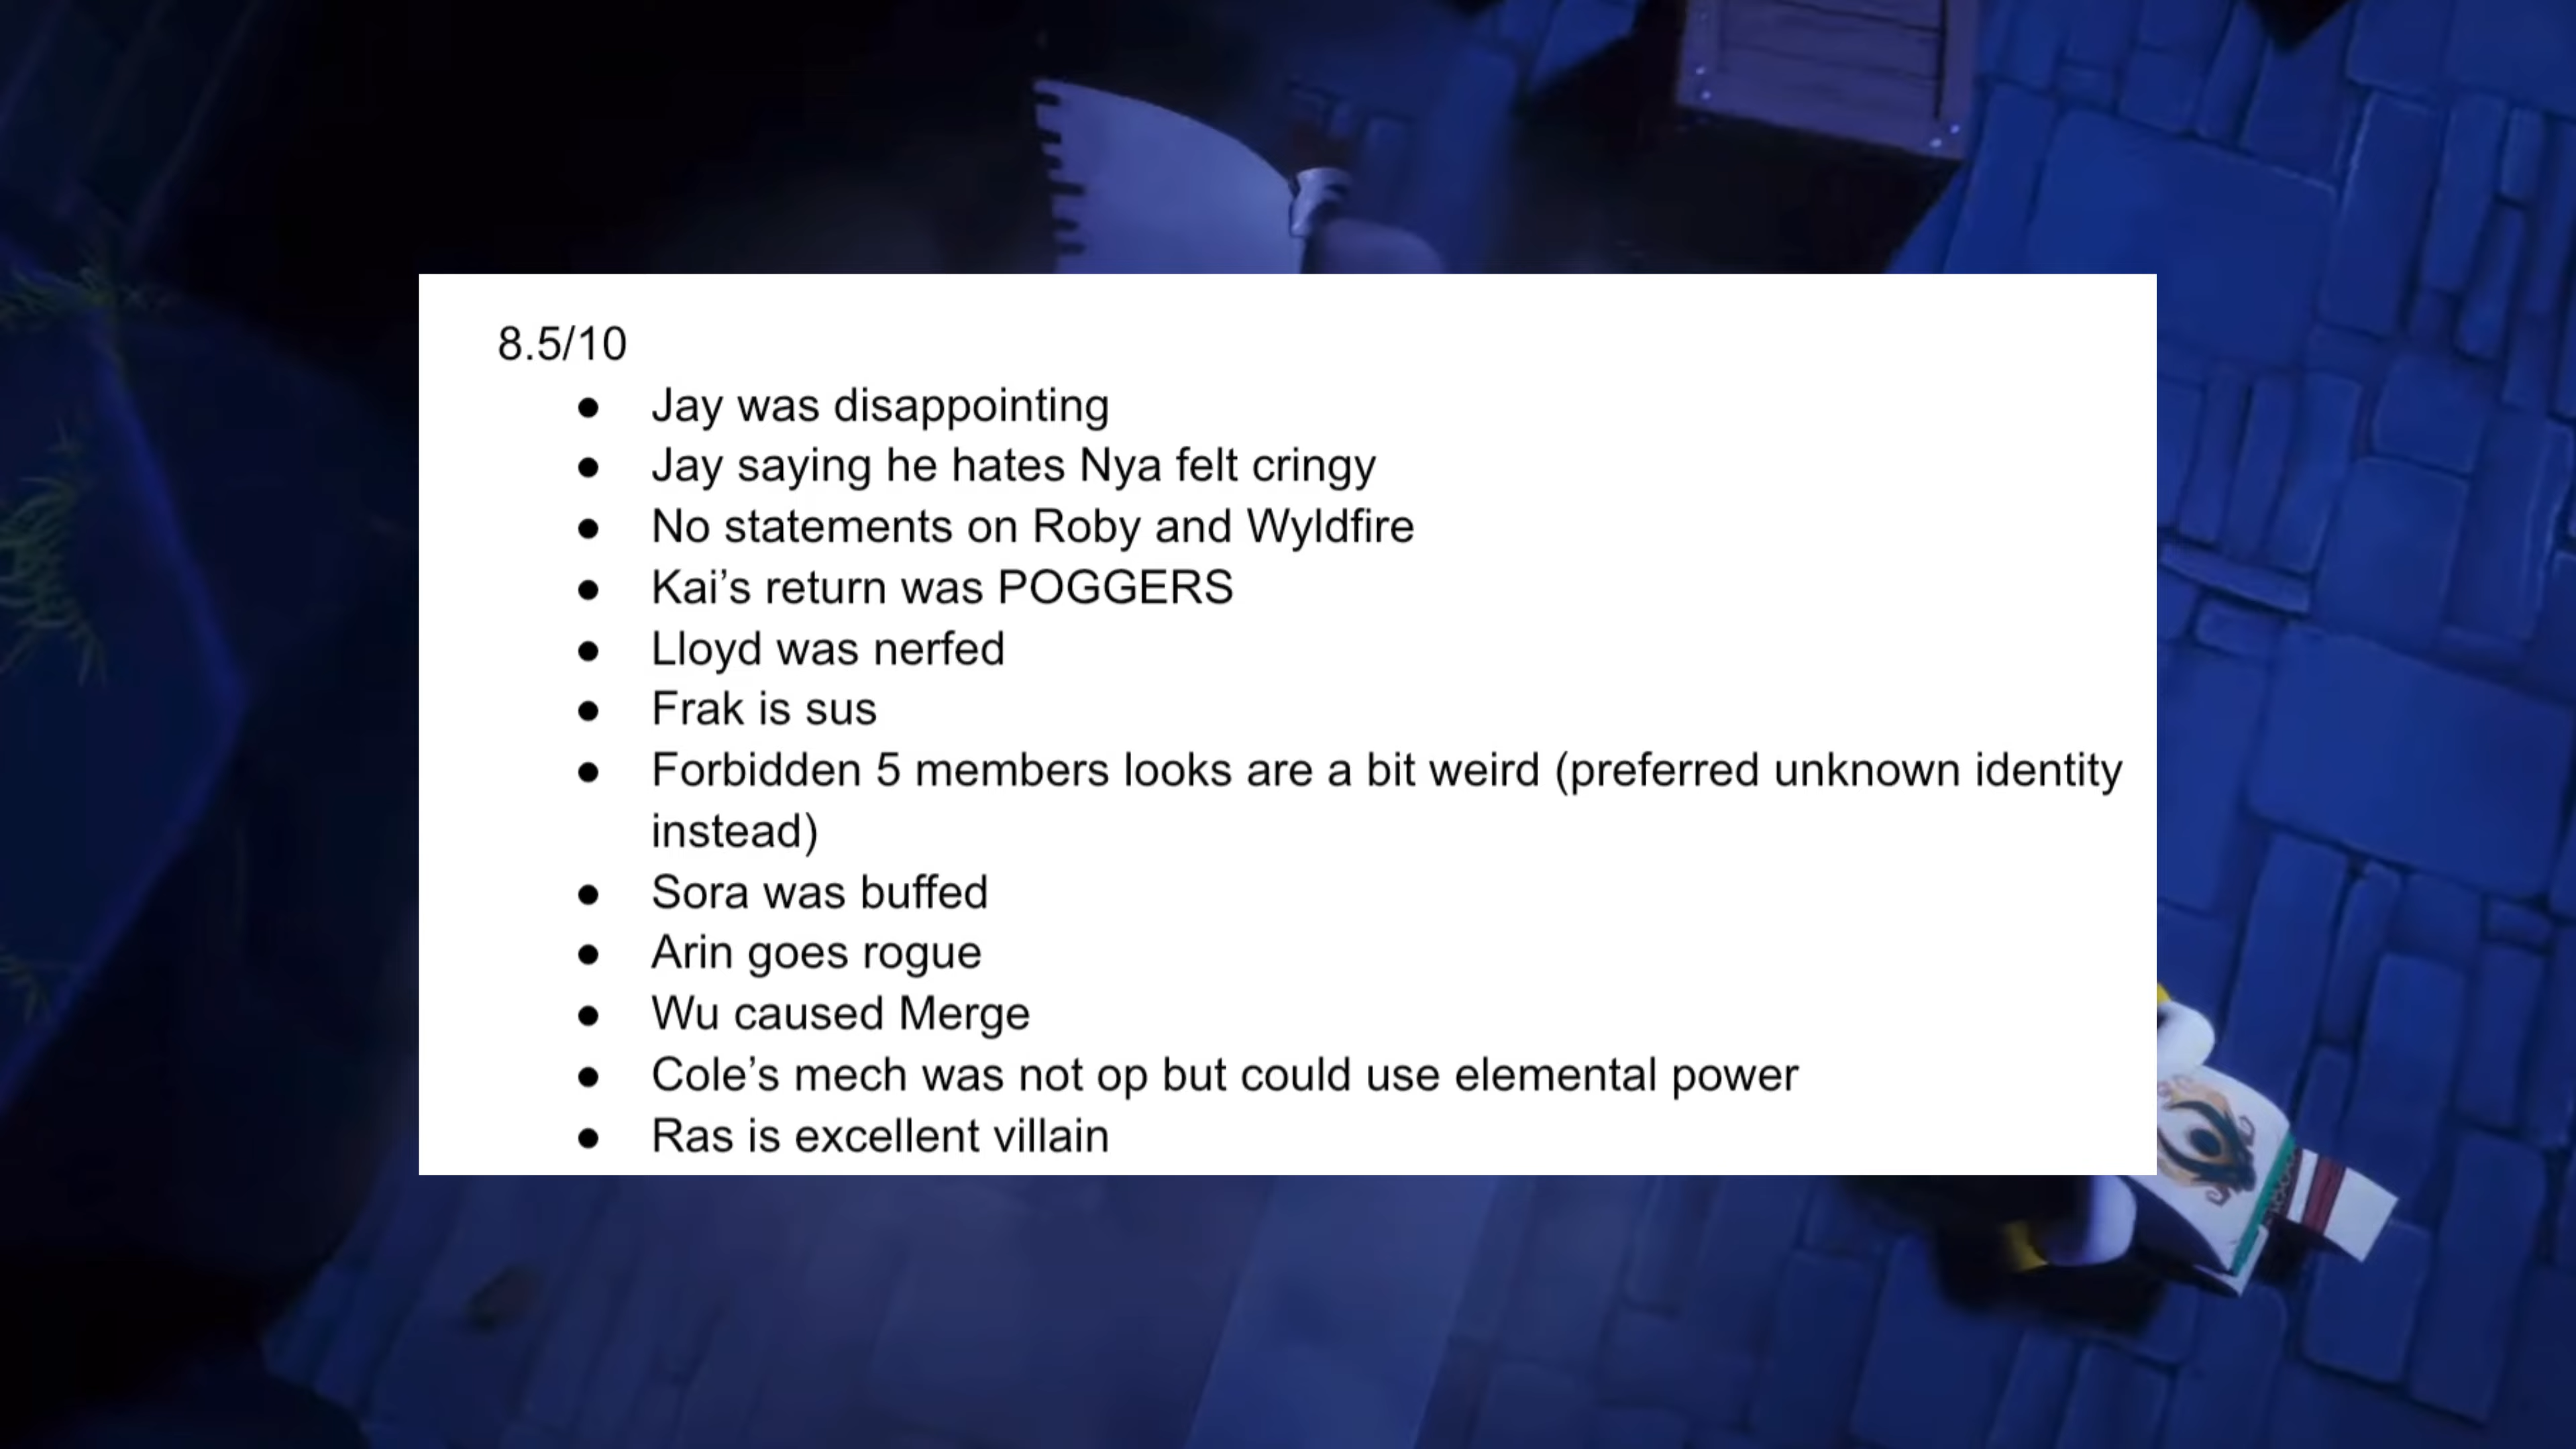 8.5/10
● Jay was disappointing
● Jay saying he hates Nya felt cringy
● No statements on Roby and Wyldfire
● Kai’s return was POGGERS
● Lloyd was nerfed
● Frak is sus
● Forbidden 5 members looks are a bit weird (preferred unknown identity
instead)
● Sora was buffed
● Arin goes rogue
● Wu caused Merge
● Cole’s mech was not op but could use elemental power
● Ras is excellent villain